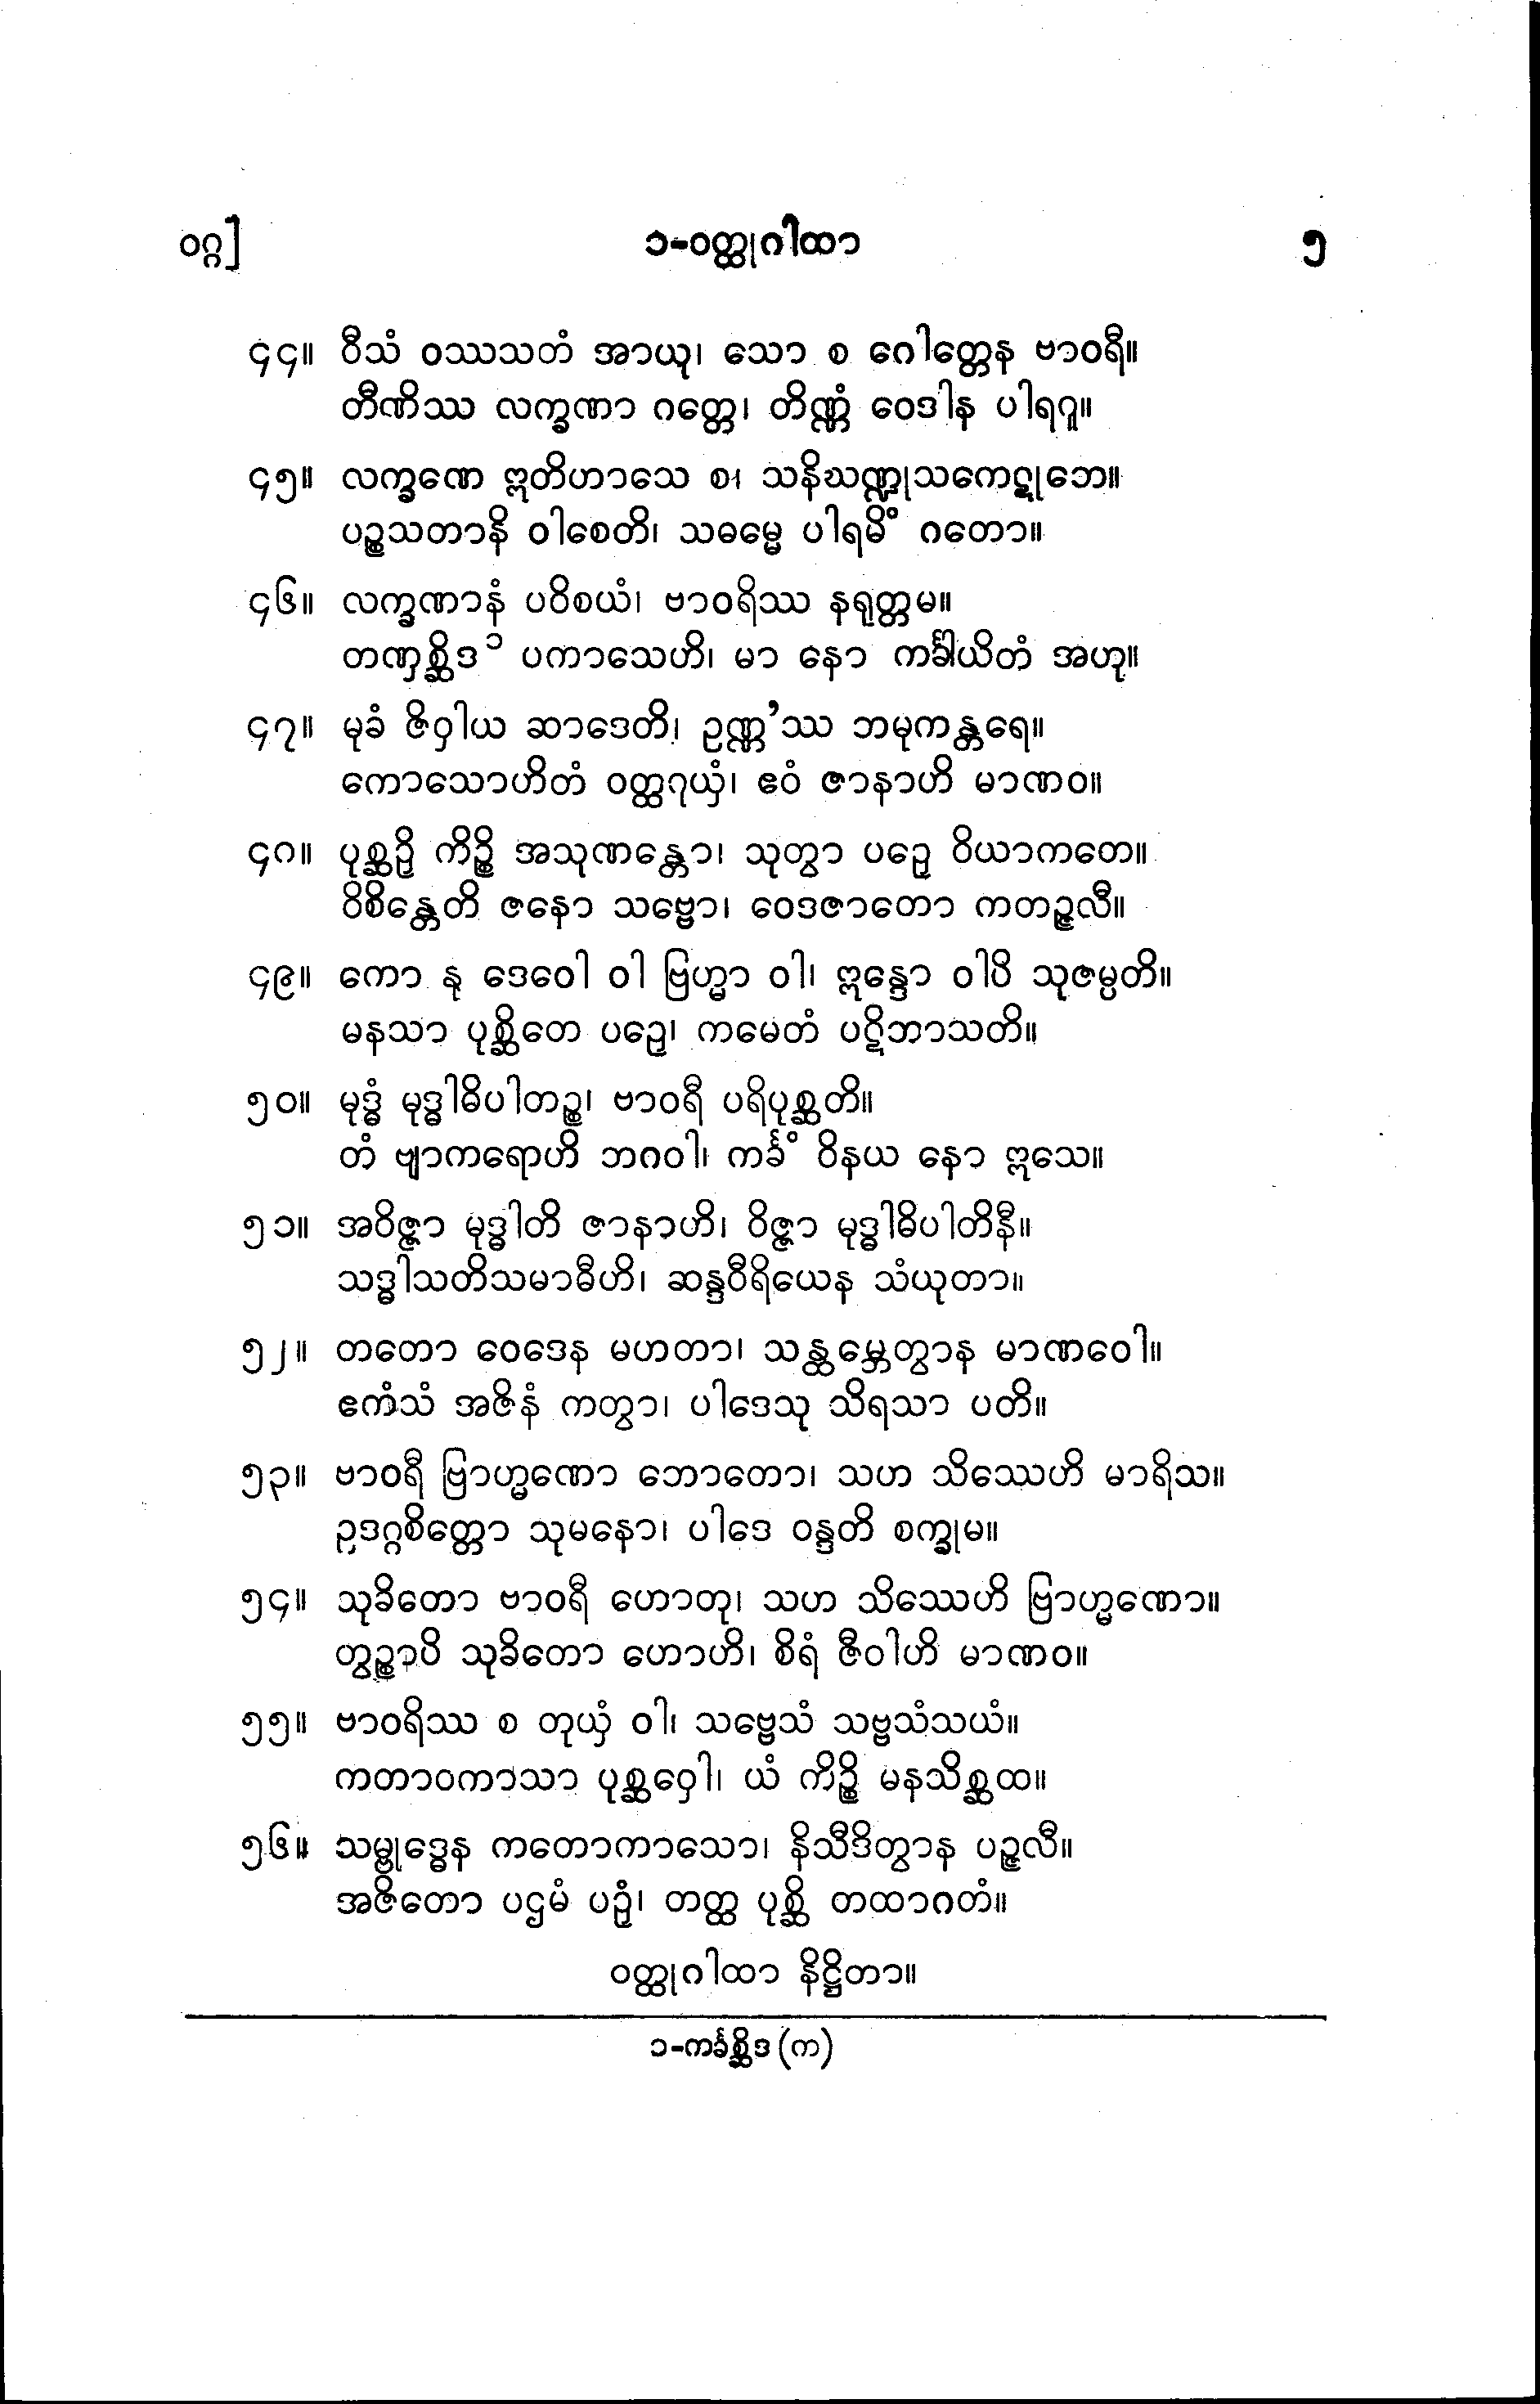 ဝဂ္ဂ]
၁-ဝတ္ထုဂါထာ
၅
၄၄။ ဝီသံ ဝဿသတံ အာယု၊ သော စ ဂေါတ္တေန ဗာဝရီ။
တီဏိဿ လက္ခဏာ ဂတ္တေ၊ တိဏ္ဏံ ဝေဒါန ပါရဂူ။
၄၅။ လက္ခဏေ ဣတိဟာသေ စ၊ သနိဃဏ္ဍုသကေဋုဘေ။
ပဉ္စသတာနိ ဝါစေတိ၊ သဓမ္မေ ပါရမိံ ဂတော။
၄၆။ လက္ခဏာနံ ပဝိစယံ၊ ဗာဝရိဿ နရုတ္တမ။
တဏှစ္ဆိဒ ၁ ပကာသေဟိ၊ မာ နော ကင်္ခါယိတံ အဟု။
၄၇။ မုခံ ဇိဝှါယ ဆာဒေတိ၊ ဥဏ္ဏ’ဿ ဘမုကန္တရေ။
ကောသောဟိတံ ဝတ္ထဂုယှံ၊ ဧဝံ ဇာနာဟိ မာဏဝ။
၄၈။ ပုစ္ဆဉှိ ကိဉ္စိ အသုဏန္တော၊ သုတွာ ပဉှေ ဝိယာကတေ။
ဝိစိန္တေတိ ဇနော သဗ္ဗော၊ ဝေဒဇာတော ကတဉ္ဇလီ။
၄၉။ ကော နု ဒေဝေါ ဝါ ဗြဟ္မာ ဝါ၊ ဣန္ဒော ဝါပိ သုဇမ္ပတိ။
မနသာ ပုစ္ဆိတေ ပဉှေ၊ ကမေတံ ပဋိဘာသတိ။
၅၀။ မုဒ္ဓံ မုဒ္ဓါဓိပါတဉ္စ၊ ဗာဝရီ ပရိပုစ္ဆတိ။
တံ ဗျာကရောဟိ ဘဂဝါ၊ ကင်္ခံ ဝိနယ နော ဣသေ။
၅၁။ အဝိဇ္ဇာ မုဒ္ဓါတိ ဇာနာဟိ၊ ဝိဇ္ဇာ မုဒ္ဓါဓိပါတိနီ။
သဒ္ဓါသတိသမာဓီဟိ၊ ဆန္ဒဝီရိယေန သံယုတာ။
၅၂။ တတော ဝေဒေန မဟတာ၊ သန္ထမ္ဘေတွာန မာဏဝေါ။
ဧကံသံ အဇိနံ ကတွာ၊ ပါဒေသု သိရသာ ပတိ။
၅၃။ ဗာဝရီ ဗြာဟ္မဏော ဘောတော၊ သဟ သိဿေဟိ မာရိသ။
ဥဒဂ္ဂစိတ္တော သုမနော၊ ပါဒေ ဝန္ဒတိ စက္ခုမ။
၅၄။ သုခိတော ဗာဝရီ ဟောတု၊ သဟ သိဿေဟိ ဗြာဟ္မဏော။
တွဉ္စာပိ သုခိတော ဟောဟိ၊ စိရံ ဇီဝါဟိ မာဏဝ။
၅၅။ ဗာဝရိဿ စ တုယှံ ဝါ၊ သဗ္ဗေသံ သဗ္ဗသံသယံ။
ကတာဝကာသာ ပုစ္ဆဝှေါ၊ ယံ ကိဉ္စိ မနသိစ္ဆထ။
၅၆။ သမ္ဗုဒ္ဓေန ကတောကာသော၊ နိသီဒိတွာန ပဉ္ဇလီ။
အဇိတော ပဌမံ ပဉှံ၊ တတ္ထ ပုစ္ဆိ တထာဂတံ။
ဝတ္ထုဂါထာ နိဋ္ဌိတာ။
၁-ကင်္ခစ္ဆိဒ (က)